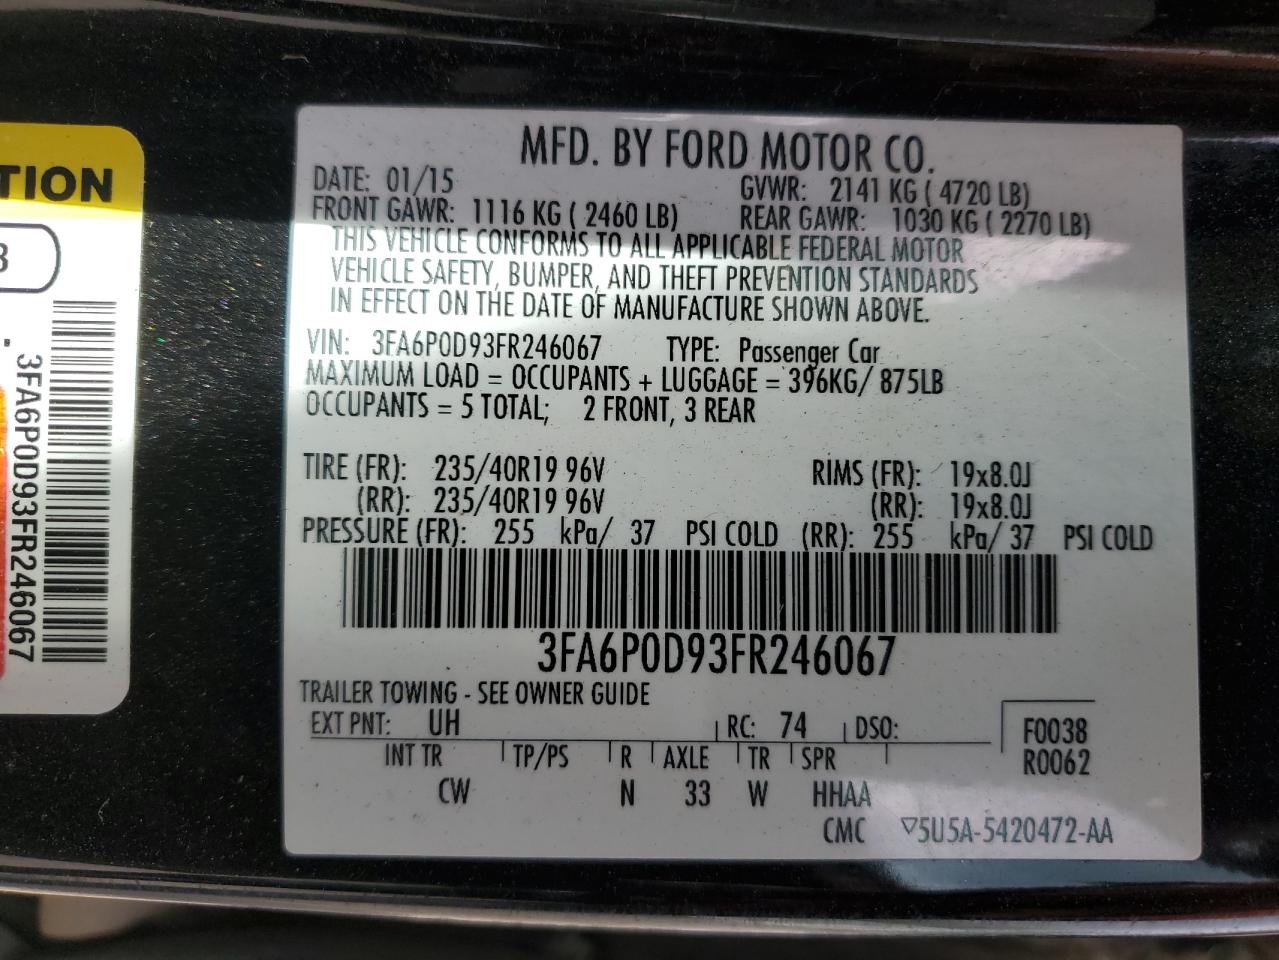 TION
3
3FA6P0D93FR246067
MFD. BY FORD MOTOR CO.
DATE: 01/15 GVWR: 2141 KG ( 4720 LB)
FRONT GAWR: 1116 KG ( 2460 LB) REAR GAWR: 1030 KG ( 2270 LB)
THIS VEHICLE CONFORMS TO ALL APPLICABLE FEDERAL MOTOR
VEHICLE SAFETY, BUMPER, AND THEFT PREVENTION STANDARDS
IN EFFECT ON THE DATE OF MANUFACTURE SHOWN ABOVE.
VIN: 3FA6P0D93FR246067 TYPE: Passenger Car
MAXIMUM LOAD = OCCUPANTS + LUGGAGE = 396KG/ 875LB
OCCUPANTS = 5 TOTAL; 2 FRONT, 3 REAR
TIRE (FR): 235/40R19 96V RIMS (FR): 19x8.0J
(RR): 235/40R19 96V (RR): 19x8.0J
PRESSURE (FR): 255 kPa/ 37 PSI COLD (RR): 255 kPa/ 37 PSI COLD
3FA6P0D93FR246067
TRAILER TOWING - SEE OWNER GUIDE
EXT PNT: UH RC: 74 DSO: F0038
INT TR TP/PS R AXLE TR SPR R0062
CW N 33 W HHAA
CMC ▽5U5A-5420472-AA